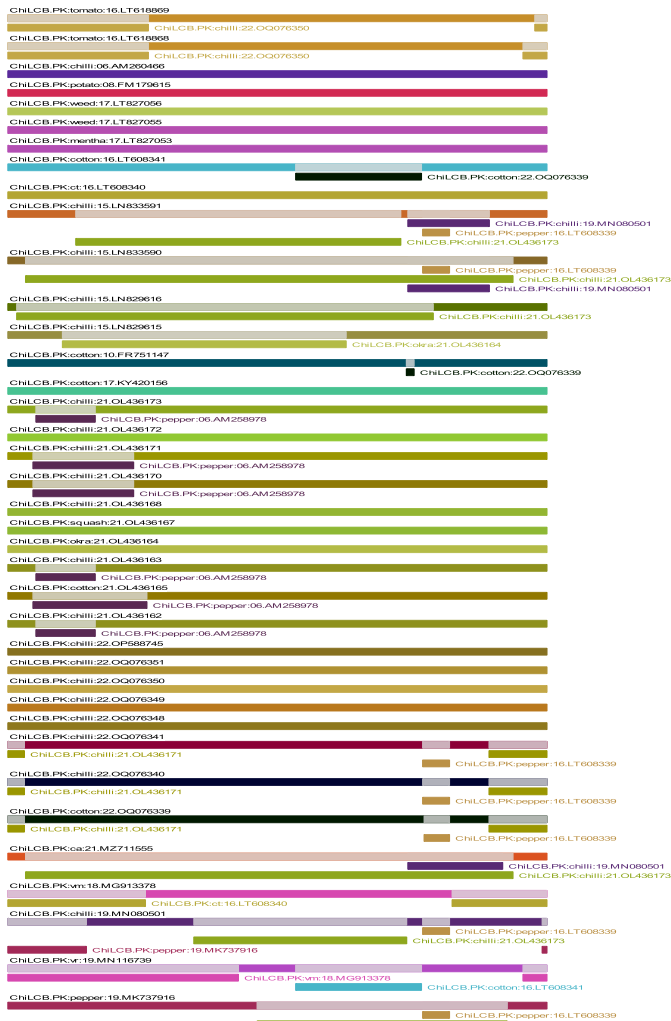 ChiLCB.PK:tomato:16.LT618869
ChiLCB.PK:chilli:22.OQ076350
ChiLCB.PK:tomato:16.LT618868
ChiLCB.PK:chilli:22.OQ076350
ChiLCB.PK:chilli:06.AM260466
ChiLCB.PK:potato:08.FM179615
ChiLCB.PK:weed:17.LT827056
ChiLCB.PK:weed:17.LT827055
ChiLCB.PK:mentha:17.LT827053
ChiLCB.PK:cotton:16.LT608341
ChiLCB.PK:cotton:22.OQ076339
ChiLCB.PK:ct:16.LT608340
ChiLCB.PK:chilli:15.LN833591
ChiLCB.PK:chilli:19.MN080501
ChiLCB.PK:pepper:16.LT608339
ChiLCB.PK:chilli:21.OL436173
ChiLCB.PK:chilli:15.LN833590
ChiLCB.PK:pepper:16.LT608339
ChiLCB.PK:chilli:21.OL436173
ChiLCB.PK:chilli:19.MN080501
ChiLCB.PK:chilli:15.LN829616
ChiLCB.PK:chilli:21.OL436173
ChiLCB.PK:chilli:15.LN829615
ChiLCB.PK:okra:21.OL436164
ChiLCB.PK:cotton:10.FR751147
ChiLCB.PK:cotton:22.OQ076339
ChiLCB.PK:cotton:17.KY420156
ChiLCB.PK:chilli:21.OL436173
ChiLCB.PK:pepper:06.AM258978
ChiLCB.PK:chilli:21.OL436172
ChiLCB.PK:chilli:21.OL436171
ChiLCB.PK:pepper:06.AM258978
ChiLCB.PK:chilli:21.OL436170
ChiLCB.PK:pepper:06.AM258978
ChiLCB.PK:chilli:21.OL436168
ChiLCB.PK:squash:21.OL436167
ChiLCB.PK:okra:21.OL436164
ChiLCB.PK:chilli:21.OL436163
ChiLCB.PK:pepper:06.AM258978
ChiLCB.PK:cotton:21.OL436165
ChiLCB.PK:pepper:06.AM258978
ChiLCB.PK:chilli:21.OL436162
ChiLCB.PK:pepper:06.AM258978
ChiLCB.PK:chilli:22.OP588745
ChiLCB.PK:chilli:22.OQ076351
ChiLCB.PK:chilli:22.OQ076350
ChiLCB.PK:chilli:22.OQ076349
ChiLCB.PK:chilli:22.OQ076348
ChiLCB.PK:chilli:22.OQ076341
ChiLCB.PK:chilli:21.OL436171
ChiLCB.PK:pepper:16.LT608339
ChiLCB.PK:chilli:22.OQ076340
ChiLCB.PK:chilli:21.OL436171
ChiLCB.PK:pepper:16.LT608339
ChiLCB.PK:cotton:22.OQ076339
ChiLCB.PK:chilli:21.OL436171
ChiLCB.PK:pepper:16.LT608339
ChiLCB.PK:ca:21.MZ711555
ChiLCB.PK:chilli:19.MN080501
ChiLCB.PK:chilli:21.OL436173
ChiLCB.PK:vm:18.MG913378
ChiLCB.PK:ct:16.LT608340
ChiLCB.PK:chilli:19.MN080501
ChiLCB.PK:pepper:16.LT608339
ChiLCB.PK:chilli:21.OL436173
ChiLCB.PK:pepper:19.MK737916
ChiLCB.PK:vr:19.MN116739
ChiLCB.PK:vm:18.MG913378
ChiLCB.PK:cotton:16.LT608341
ChiLCB.PK:pepper:19.MK737916
ChiLCB.PK:pepper:16.LT608339